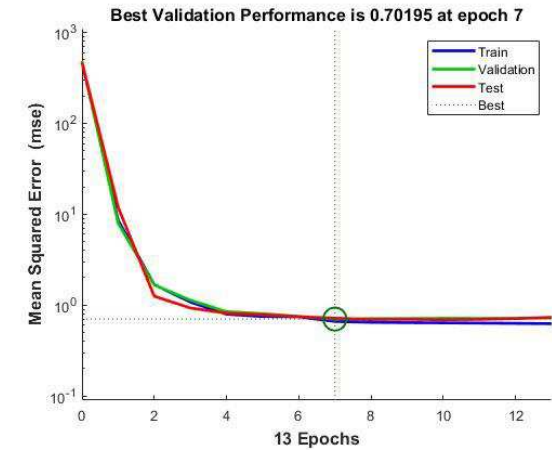 Best Validation Performance is 0.70195 at epoch 7
Mean Squared Error (mse)
10^3
10^2
10^1
10^0
10^-1
Train
Validation
Test
Best
0 2 4 6 8 10 12
13 Epochs